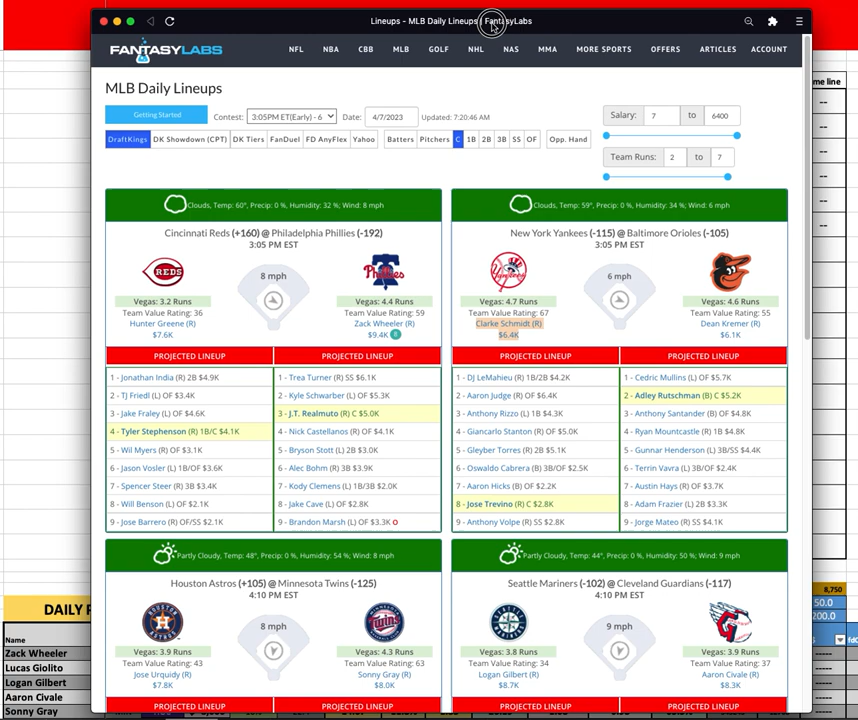 Lineups - MLB Daily Lineups | FantasyLabs
FANTASYLABS
NFL NBA CBB MLB GOLF NHL NAS MMA MORE SPORTS OFFERS ARTICLES ACCOUNT
MLB Daily Lineups
Getting Started Contest: 3:05PM ET(Early) - 6 Date: 4/7/2023 Updated: 7:20:46 AM
Salary: 7 to 6400
DraftKings DK Showdown (CPT) DK Tiers FanDuel FD AnyFlex Yahoo Batters Pitchers C 1B 2B 3B SS OF Opp. Hand
Team Runs: 2 to 7
Clouds, Temp: 60°, Precip: 0 %, Humidity: 32 %; Wind: 8 mph
Cincinnati Reds (+160) @ Philadelphia Phillies (-192)
3:05 PM EST
REDS
Phillies
8 mph
Vegas: 3.2 Runs
Team Value Rating: 36
Hunter Greene (R)
$7.6K
Vegas: 4.4 Runs
Team Value Rating: 59
Zack Wheeler (R)
$9.4K 8
PROJECTED LINEUP
1 - Jonathan India (R) 2B $4.9K
2 - TJ Friedl (L) OF $3.4K
3 - Jake Fraley (L) OF $4.6K
4 - Tyler Stephenson (R) 1B/C $4.1K
5 - Wil Myers (R) OF $3.1K
6 - Jason Vosler (L) 1B/OF $3.6K
7 - Spencer Steer (R) 3B $3.4K
8 - Will Benson (L) OF $2.1K
9 - Jose Barrero (R) OF/SS $2.1K
PROJECTED LINEUP
1 - Trea Turner (R) SS $6.1K
2 - Kyle Schwarber (L) OF $5.3K
3 - J.T. Realmuto (R) C $5.0K
4 - Nick Castellanos (R) OF $4.1K
5 - Bryson Stott (L) 2B $3.0K
6 - Alec Bohm (R) 3B $3.9K
7 - Kody Clemens (L) 1B/3B $2.0K
8 - Jake Cave (L) OF $2.8K
9 - Brandon Marsh (L) OF $3.3K O
Clouds, Temp: 59°, Precip: 0 %, Humidity: 34 %; Wind: 6 mph
New York Yankees (-115) @ Baltimore Orioles (-105)
3:05 PM EST
Yankees
6 mph
Vegas: 4.7 Runs
Team Value Rating: 67
Clarke Schmidt (R)
$6.4K
Vegas: 4.6 Runs
Team Value Rating: 55
Dean Kremer (R)
$6.1K
PROJECTED LINEUP
1 - DJ LeMahieu (R) 1B/2B $4.2K
2 - Aaron Judge (R) OF $6.4K
3 - Anthony Rizzo (L) 1B $4.3K
4 - Giancarlo Stanton (R) OF $5.0K
5 - Gleyber Torres (R) 2B $5.1K
6 - Oswaldo Cabrera (B) 3B/OF $2.5K
7 - Aaron Hicks (B) OF $2.2K
8 - Jose Trevino (R) C $2.8K
9 - Anthony Volpe (R) SS $2.8K
PROJECTED LINEUP
1 - Cedric Mullins (L) OF $5.7K
2 - Adley Rutschman (B) C $5.2K
3 - Anthony Santander (B) OF $4.8K
4 - Ryan Mountcastle (R) 1B $4.8K
5 - Gunnar Henderson (L) 3B/SS $4.4K
6 - Terrin Vavra (L) 3B/OF $2.4K
7 - Austin Hays (R) OF $3.7K
8 - Adam Frazier (L) 2B $3.3K
9 - Jorge Mateo (R) SS $4.1K
Partly Cloudy, Temp: 48°, Precip: 0 %, Humidity: 54 %; Wind: 8 mph
Houston Astros (+105) @ Minnesota Twins (-125)
4:10 PM EST
8 mph
Vegas: 3.9 Runs
Team Value Rating: 43
Jose Urquidy (R)
$7.8K
Vegas: 4.3 Runs
Team Value Rating: 63
Sonny Gray (R)
$8.0K
PROJECTED LINEUP PROJECTED LINEUP
Partly Cloudy, Temp: 44°, Precip: 0 %, Humidity: 50 %; Wind: 9 mph
Seattle Mariners (-102) @ Cleveland Guardians (-117)
4:10 PM EST
9 mph
Vegas: 3.8 Runs
Team Value Rating: 34
Logan Gilbert (R)
$8.7K
Vegas: 3.9 Runs
Team Value Rating: 37
Aaron Civale (R)
$8.3K
PROJECTED LINEUP PROJECTED LINEUP
DAILY
Name
Zack Wheeler
Lucas Giolito
Logan Gilbert
Aaron Civale
Sonny Gray
me line
--
--
--
--
--
--
8,750
50.0
200.0
-----
-----
-----
-----
-----